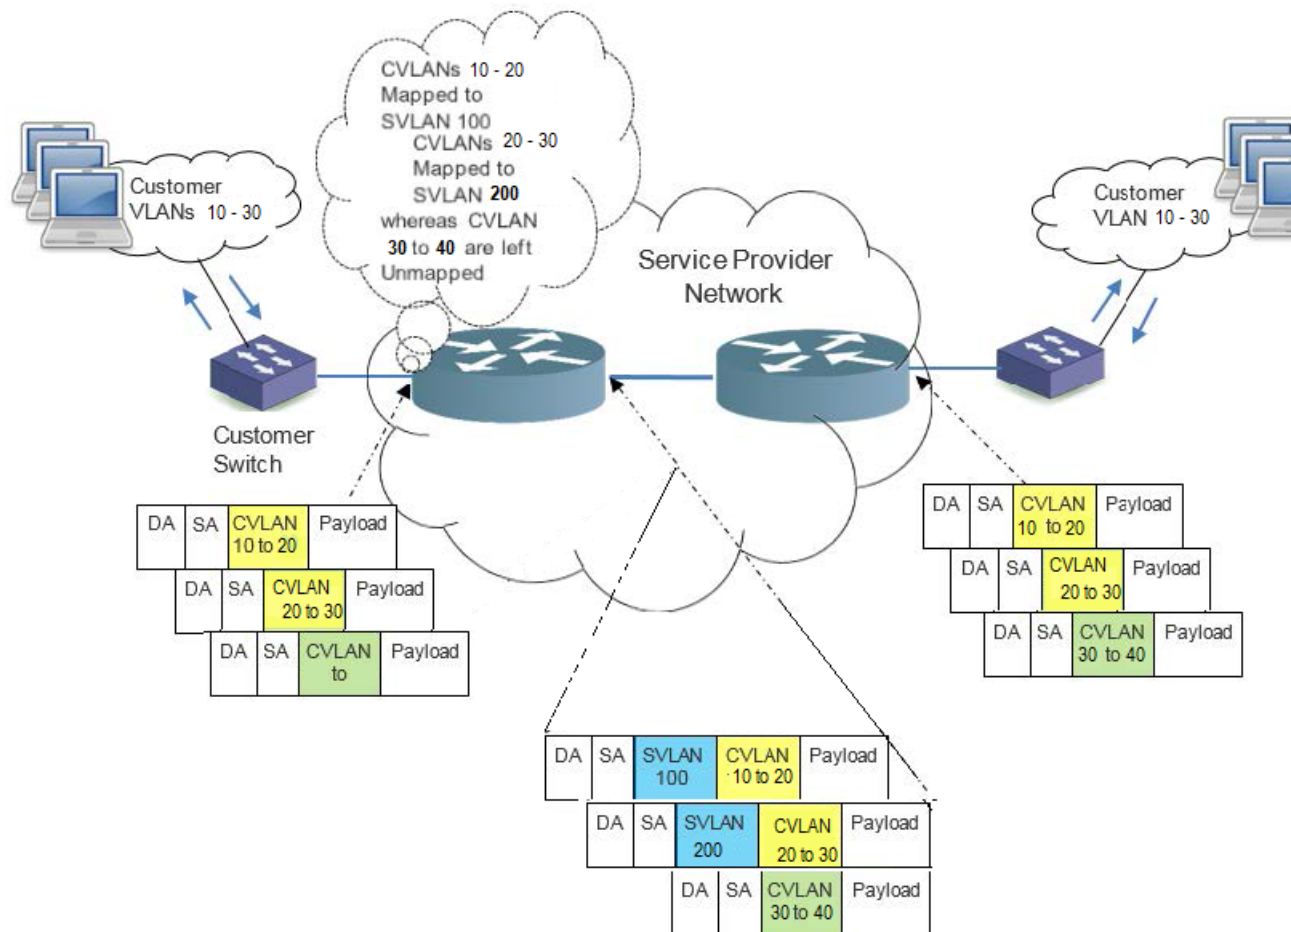 CVLANs 10 - 20
Mapped to
SVLAN 100
CVLANs 20 - 30
Mapped to
SVLAN 200
whereas CVLAN
30 to 40 are left
Unmapped
Customer
VLANs 10 - 30
Customer
VLAN 10 - 30
Service Provider
Network
Customer
Switch
DA SA CVLAN Payload
10 to 20
DA SA CVLAN Payload
20 to 30
DA SA CVLAN Payload
to
DA SA CVLAN Payload
10 to 20
DA SA CVLAN Payload
20 to 30
DA SA CVLAN Payload
30 to 40
DA SA SVLAN CVLAN Payload
100 10 to 20
DA SA SVLAN CVLAN Payload
200 20 to 30
DA SA CVLAN Payload
30 to 40